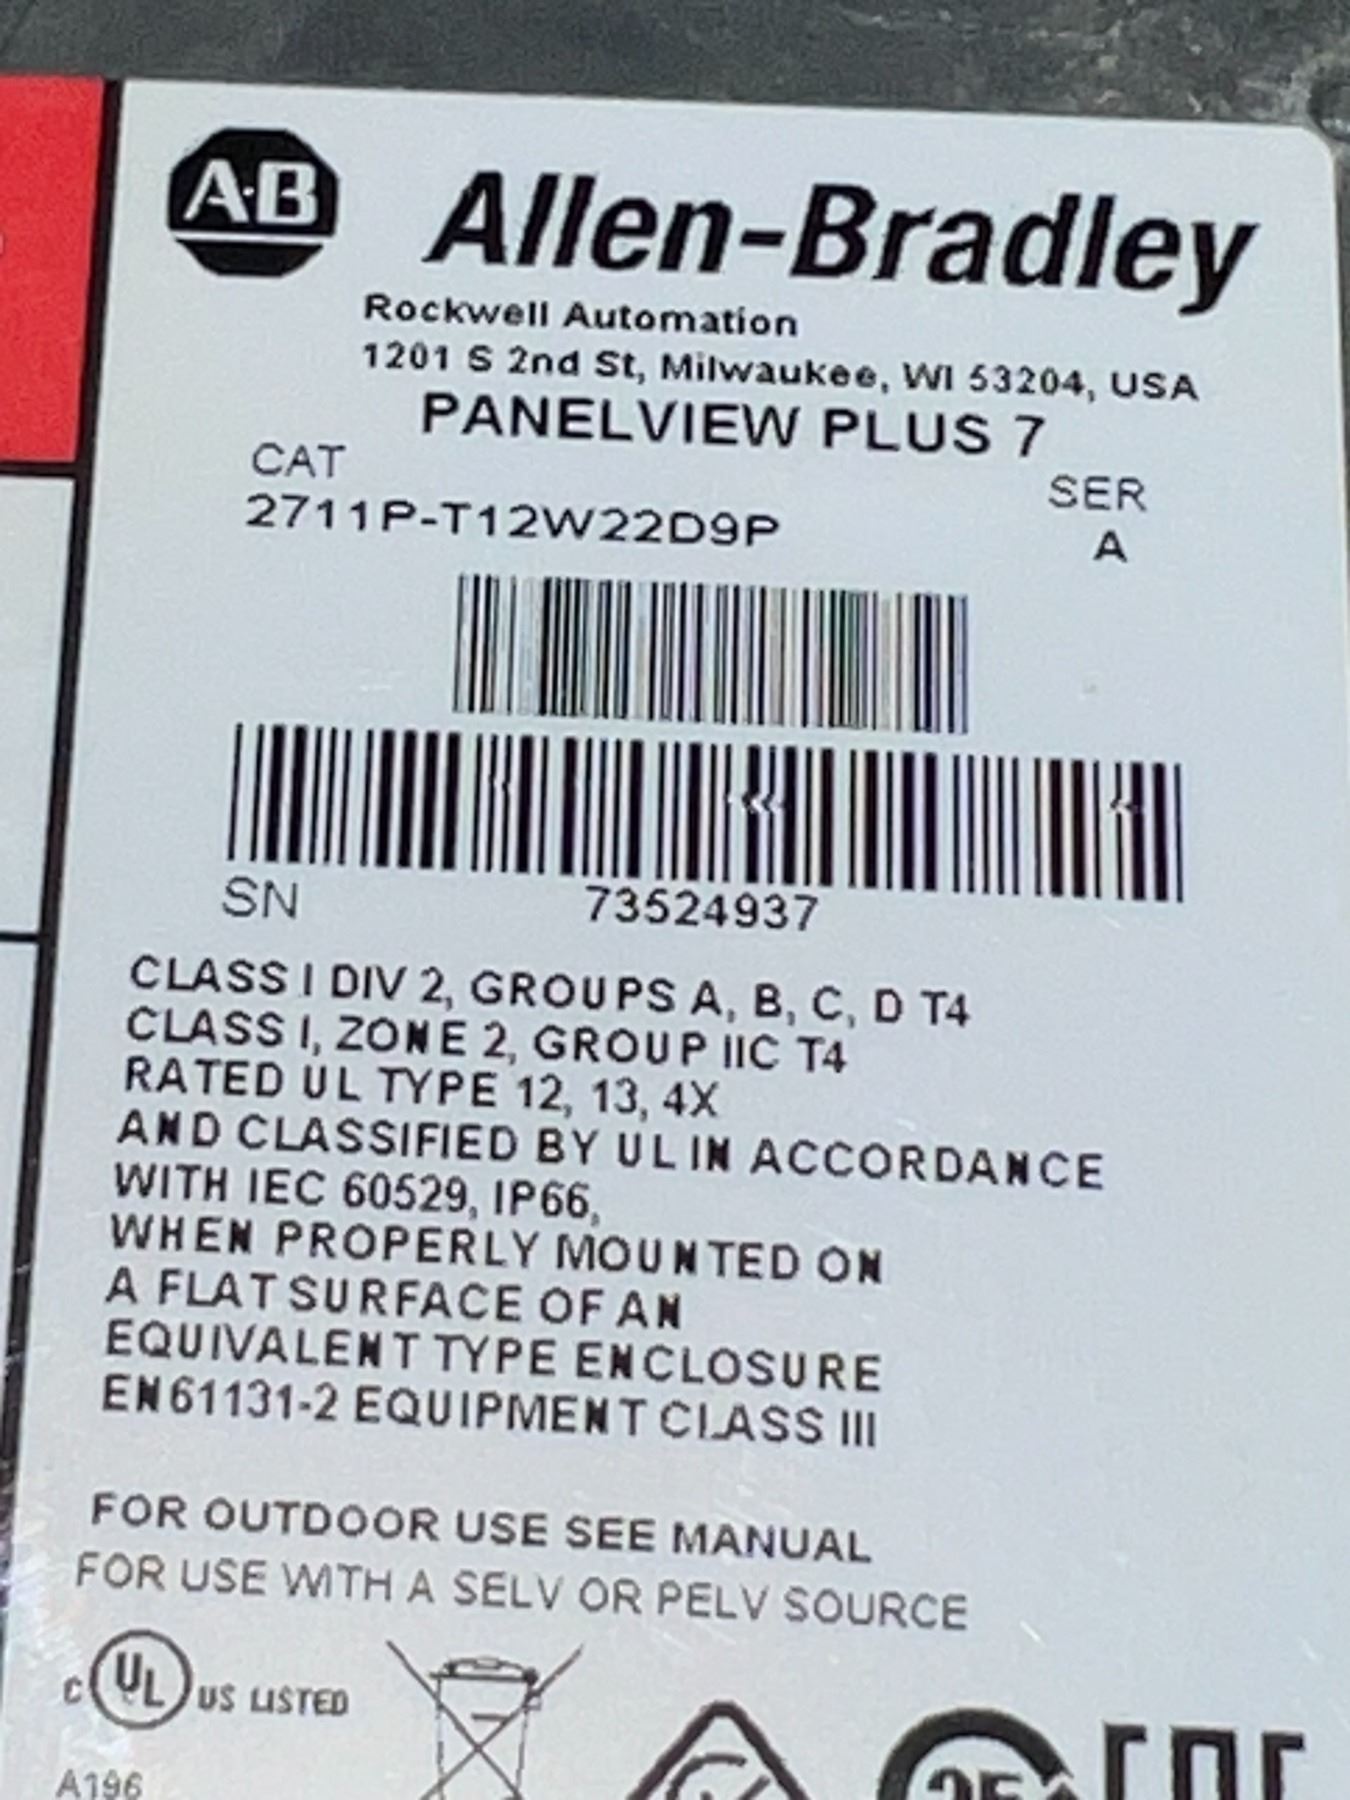 A·B Allen-Bradley
Rockwell Automation
1201 S 2nd St, Milwaukee, WI 53204, USA
PANELVIEW PLUS 7
CAT
SER
2711P-T12W22D9P
A
SN 73524937
CLASS I DIV 2, GROUPS A, B, C, D T4
CLASS I, ZONE 2, GROUP IIC T4
RATED UL TYPE 12, 13, 4X
AND CLASSIFIED BY UL IN ACCORDANCE
WITH IEC 60529, IP66,
WHEN PROPERLY MOUNTED ON
A FLAT SURFACE OF AN
EQUIVALENT TYPE ENCLOSURE
EN 61131-2 EQUIPMENT CLASS III
FOR OUTDOOR USE SEE MANUAL
FOR USE WITH A SELV OR PELV SOURCE
C UL US LISTED
A196